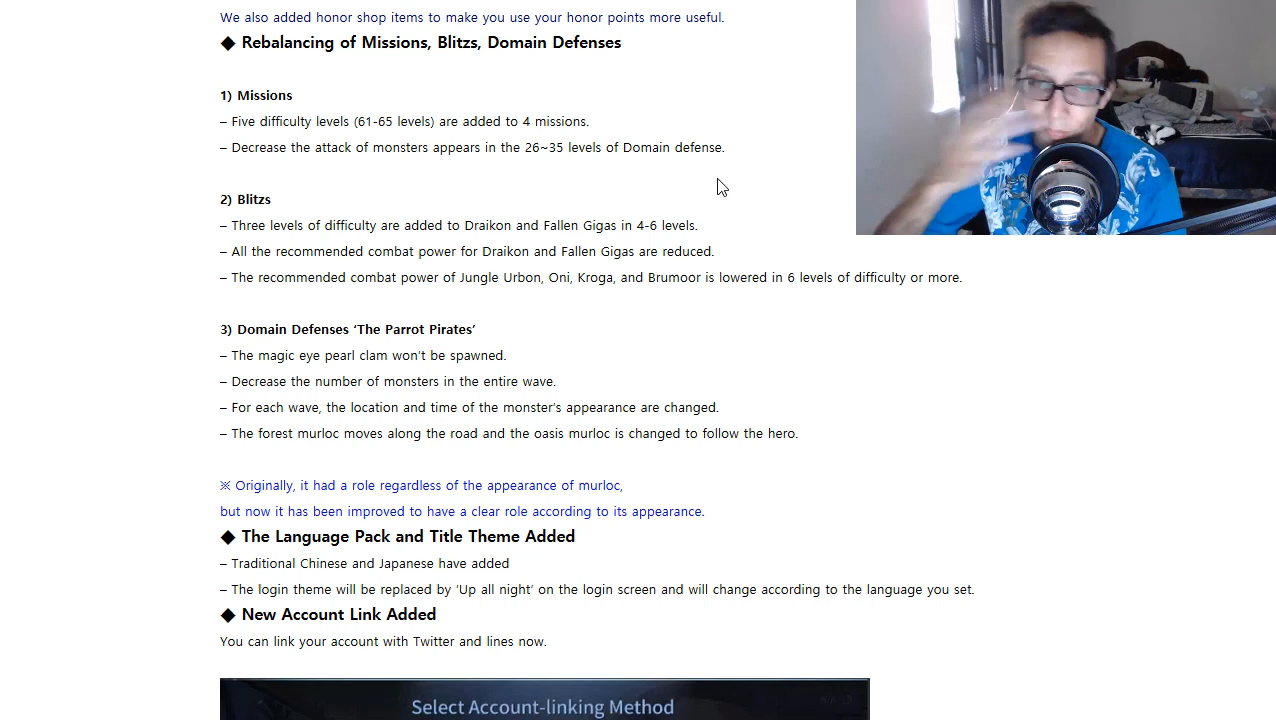 We also added honor shop items to make you use your honor points more useful.
◆ Rebalancing of Missions, Blitzs, Domain Defenses
1) Missions
– Five difficulty levels (61-65 levels) are added to 4 missions.
– Decrease the attack of monsters appears in the 26~35 levels of Domain defense.
2) Blitzs
– Three levels of difficulty are added to Draikon and Fallen Gigas in 4-6 levels.
– All the recommended combat power for Draikon and Fallen Gigas are reduced.
– The recommended combat power of Jungle Urbon, Oni, Kroga, and Brumoor is lowered in 6 levels of difficulty or more.
3) Domain Defenses ‘The Parrot Pirates’
– The magic eye pearl clam won’t be spawned.
– Decrease the number of monsters in the entire wave.
– For each wave, the location and time of the monster’s appearance are changed.
– The forest murloc moves along the road and the oasis murloc is changed to follow the hero.
※ Originally, it had a role regardless of the appearance of murloc,
but now it has been improved to have a clear role according to its appearance.
◆ The Language Pack and Title Theme Added
– Traditional Chinese and Japanese have added
– The login theme will be replaced by ‘Up all night’ on the login screen and will change according to the language you set.
◆ New Account Link Added
You can link your account with Twitter and lines now.
Select Account-linking Method